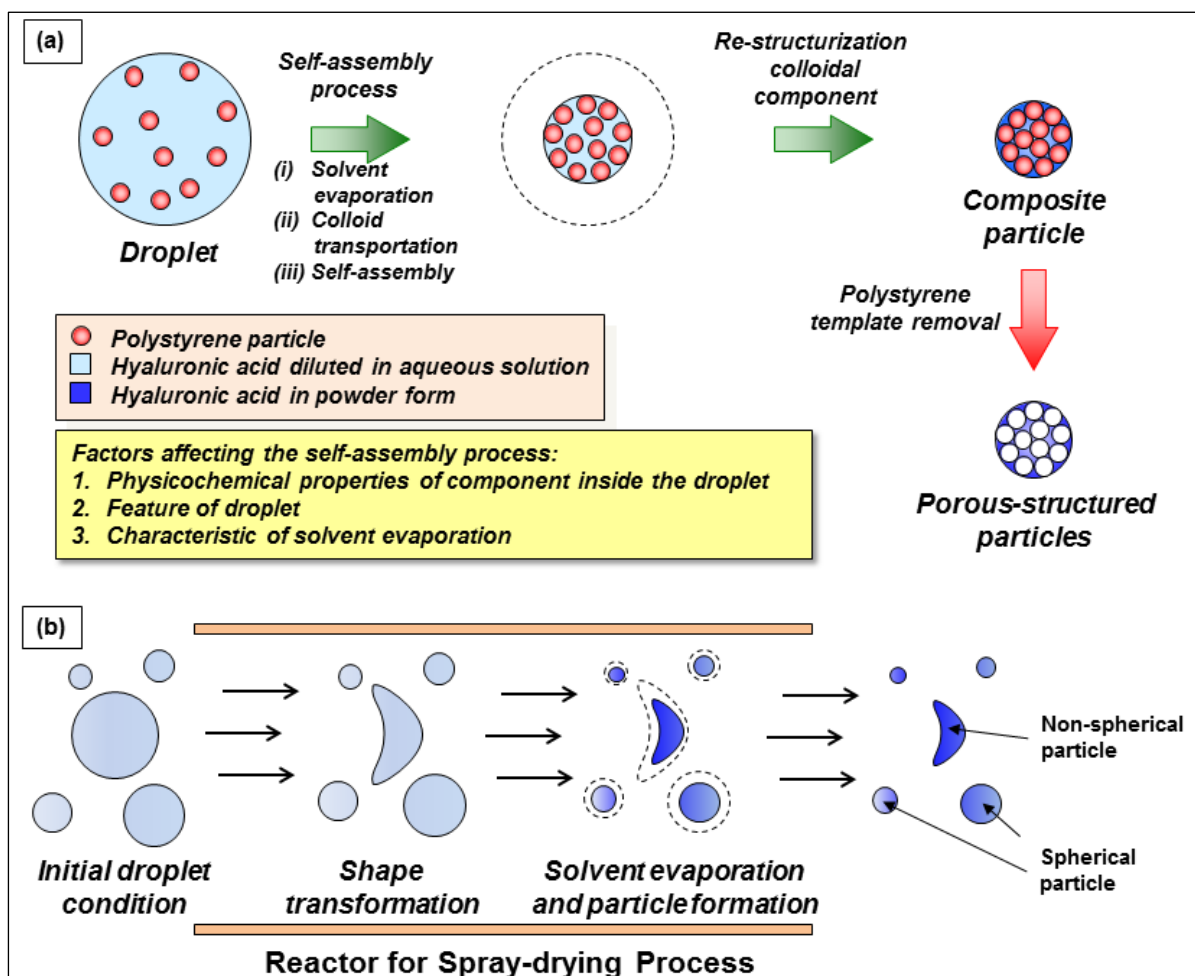 (a)
Self-assembly
process
(i) Solvent
evaporation
(ii) Colloid
transportation
(iii) Self-assembly
Droplet
Re-structurization
colloidal
component
Composite
particle
Polystyrene
template removal
Porous-structured
particles
Polystyrene particle
Hyaluronic acid diluted in aqueous solution
Hyaluronic acid in powder form
Factors affecting the self-assembly process:
1. Physicochemical properties of component inside the droplet
2. Feature of droplet
3. Characteristic of solvent evaporation
(b)
Non-spherical
particle
Spherical
particle
Initial droplet
condition
Shape
transformation
Solvent evaporation
and particle formation
Reactor for Spray-drying Process